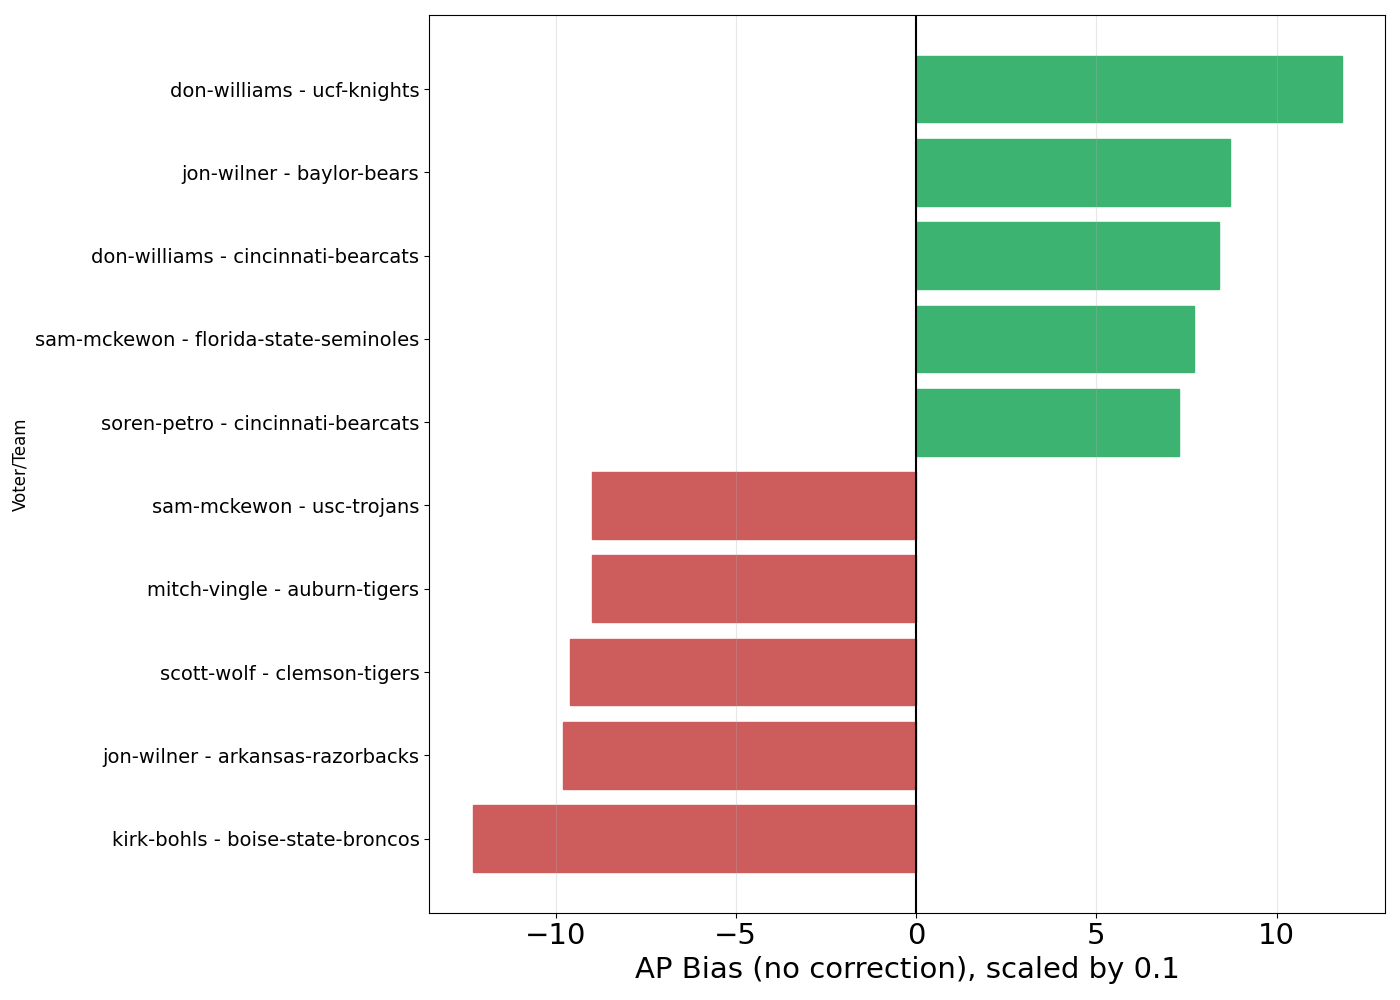 don-williams - ucf-knights
jon-wilner - baylor-bears
don-williams - cincinnati-bearcats
sam-mckewon - florida-state-seminoles
soren-petro - cincinnati-bearcats
sam-mckewon - usc-trojans
mitch-vingle - auburn-tigers
scott-wolf - clemson-tigers
jon-wilner - arkansas-razorbacks
kirk-bohls - boise-state-broncos
Voter/Team
−10 −5 0 5 10
AP Bias (no correction), scaled by 0.1